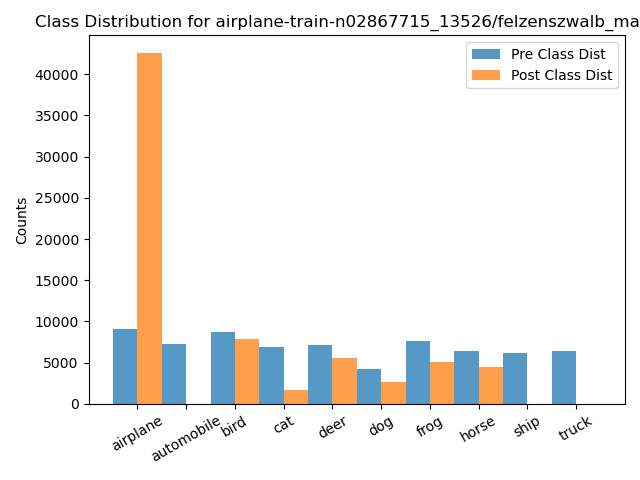 Class Distribution for airplane-train-n02867715_13526/felzenszwalb_ma
Pre Class Dist
Post Class Dist
Counts
40000
35000
30000
25000
20000
15000
10000
5000
0
airplane
automobile
bird
cat
deer
dog
frog
horse
ship
truck